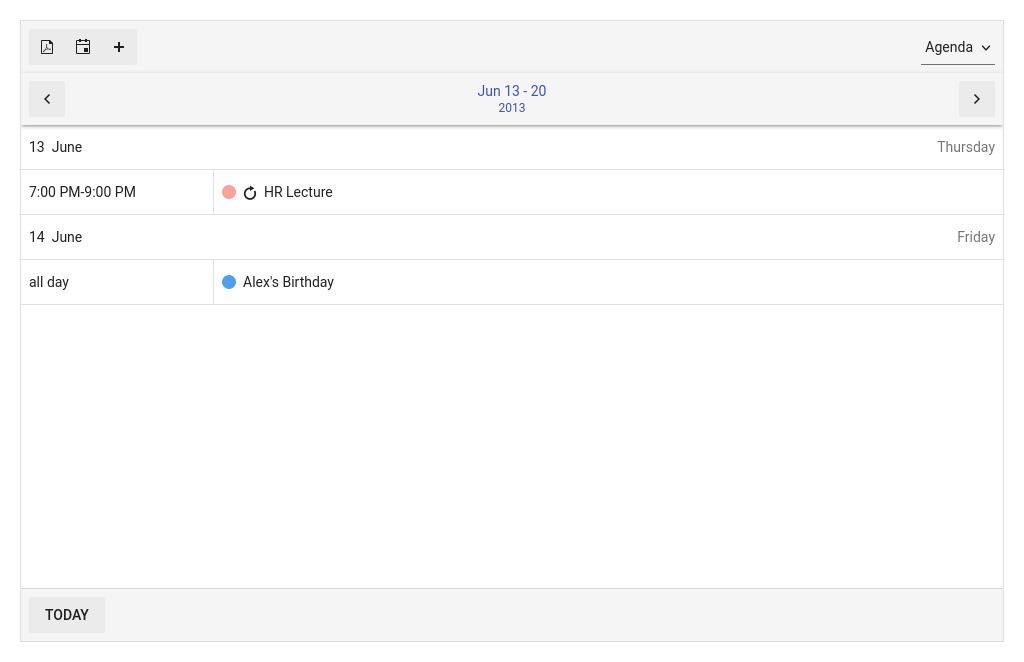 Agenda
Jun 13 - 20
2013
13 June Thursday
7:00 PM-9:00 PM HR Lecture
14 June Friday
all day Alex's Birthday
TODAY